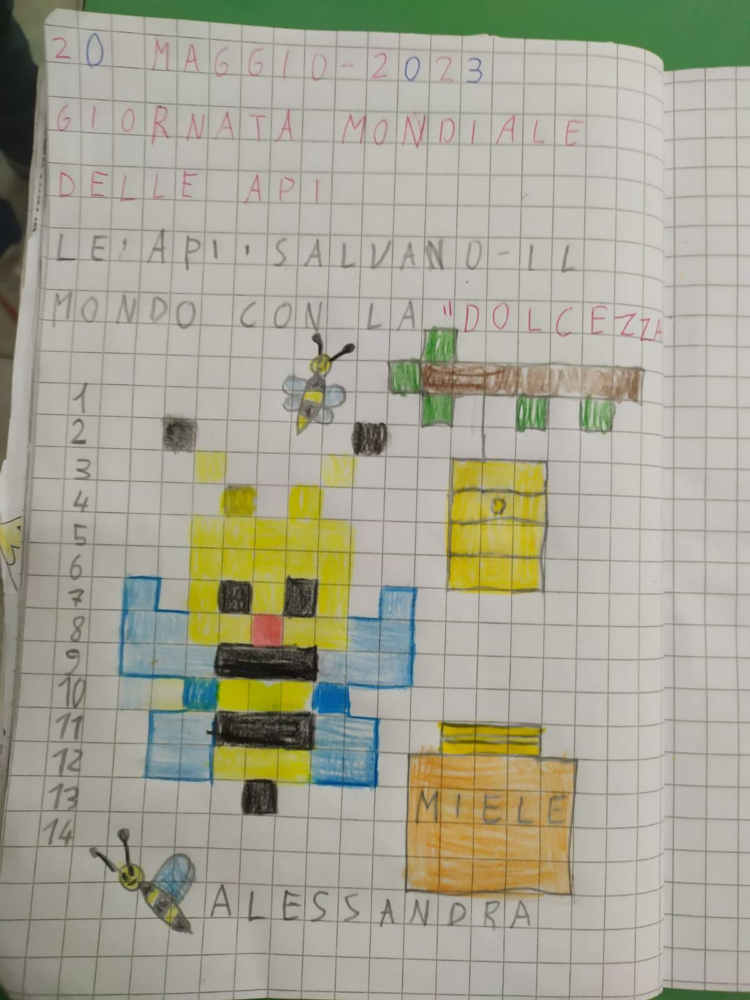 20 MAGGIO-2023
GIORNATA MONDIALE
DELLE API
LE'API'SALVANO-IL
MONDO CON LA "DOLCEZZA
1
2
3
4
5
6
7
8
9
10
11
12
13
14
MIELE
ALESSANDRA